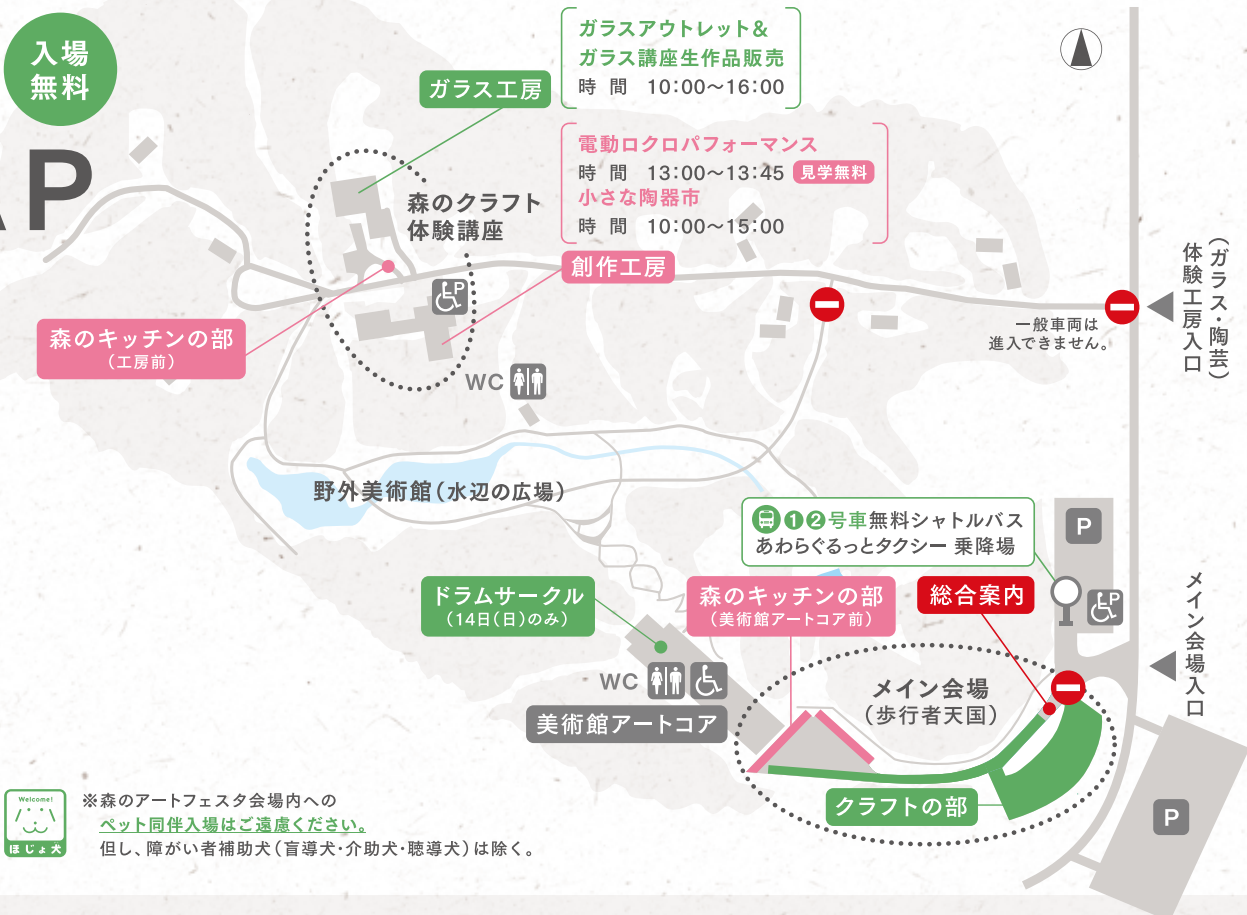 入場
無料
AP
ガラスアウトレット&
ガラス講座生作品販売
時 間 10:00〜16:00
ガラス工房
電動ロクロパフォーマンス
時 間 13:00〜13:45 見学無料
小さな陶器市
時 間 10:00〜15:00
森のクラフト
体験講座
創作工房
P
森のキッチンの部
(工房前)
WC
一般車両は
進入できません。
(ガラス・陶芸)
体験工房入口
野外美術館(水辺の広場)
❶❷号車無料シャトルバス
あわらぐるっとタクシー 乗降場
P
P
ドラムサークル
(14日(日)のみ)
森のキッチンの部
(美術館アートコア前)
総合案内
メイン会場入口
WC
美術館アートコア
メイン会場
(歩行者天国)
クラフトの部
P
Welcome!
ほじょ犬
※森のアートフェスタ会場内への
ペット同伴入場はご遠慮ください。
但し、障がい者補助犬(盲導犬・介助犬・聴導犬)は除く。